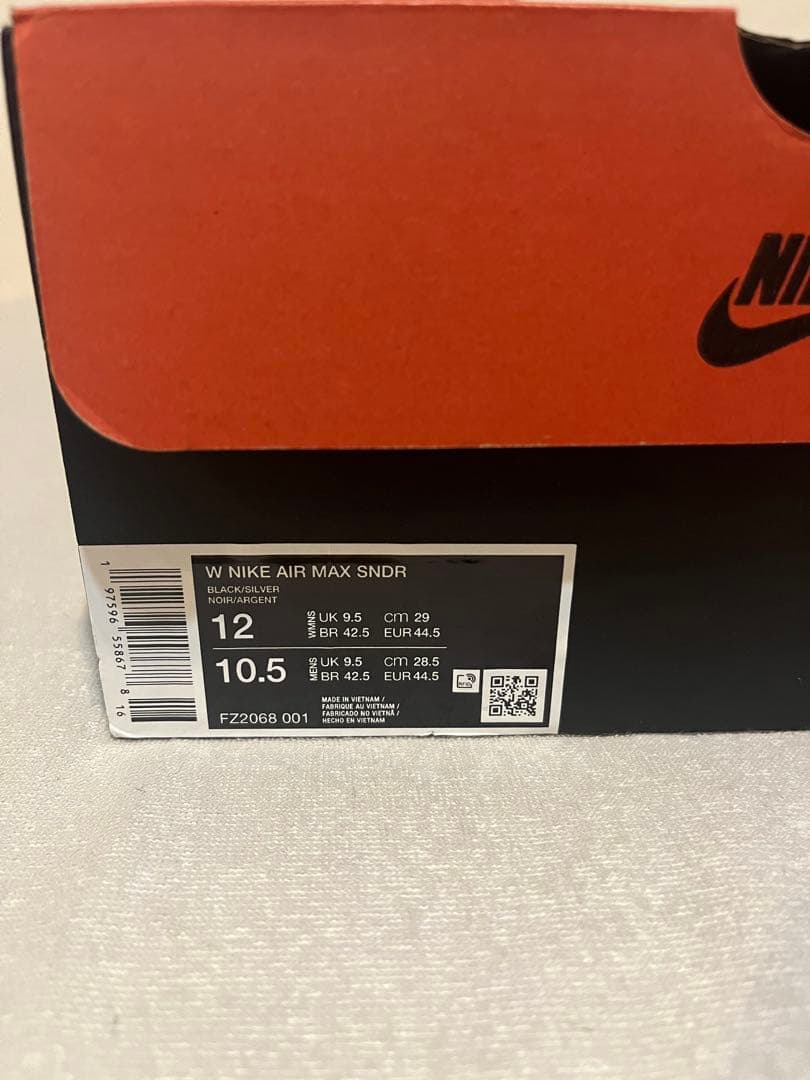 NI
W NIKE AIR MAX SNDR
BLACK/SILVER
NOIR/ARGENT
12 WMNS UK 9.5 cm 29
BR 42.5 EUR 44.5
10.5 MENS UK 9.5 cm 28.5
BR 42.5 EUR 44.5
MADE IN VIETNAM /
FABRIQUE AU VIETNAM /
FABRICADO NO VIETNÃ /
HECHO EN VIETNAM
FZ2068 001
RFID
1 97596 55867 8 16